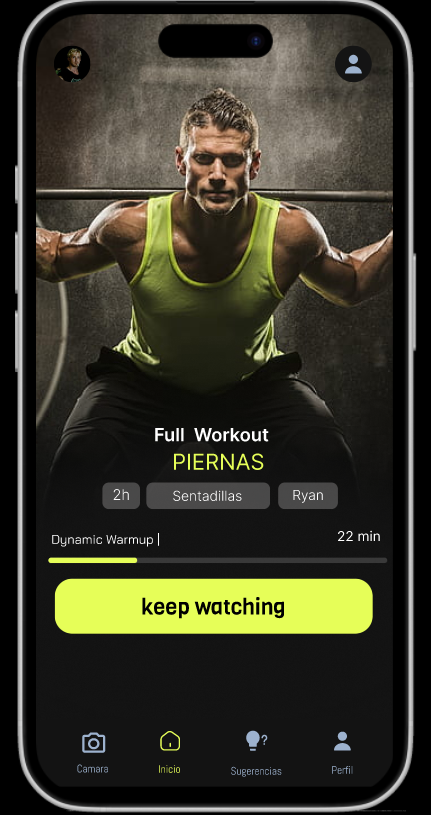 Full Workout
PIERNAS
2h Sentadillas Ryan
Dynamic Warmup | 22 min
keep watching
? 
Camara Inicio Sugerencias Perfil